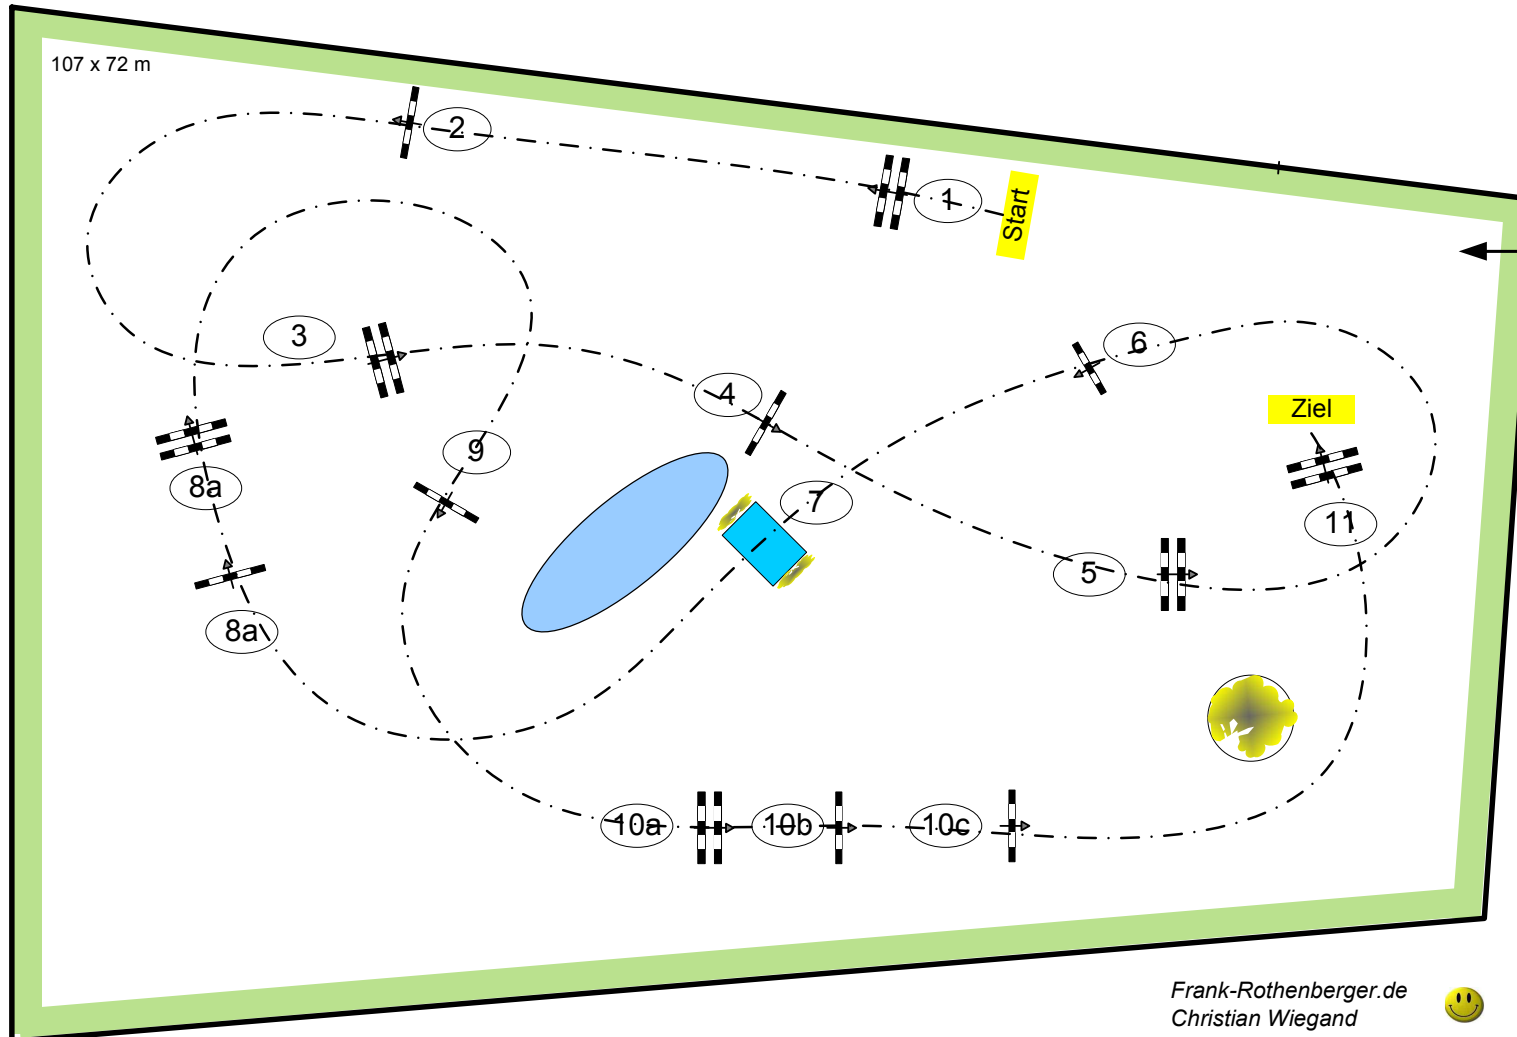 107 x 72 m
2
1
Start
3
6
4
Ziel
9
8a
7
11
5
8a
10a
10b
10c
Frank-Rothenberger.de
Christian Wiegand